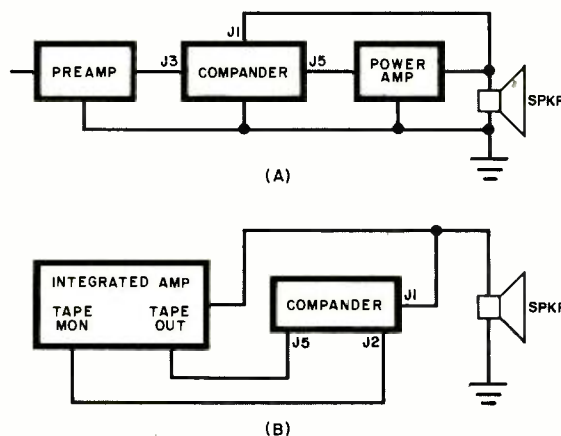 J1
PREAMP
J3
COMPANDER
J5
POWER
AMP
SPKR
(A)
INTEGRATED AMP
TAPE
MON
TAPE
OUT
COMPANDER
J1
J5
J2
SPKR
(B)